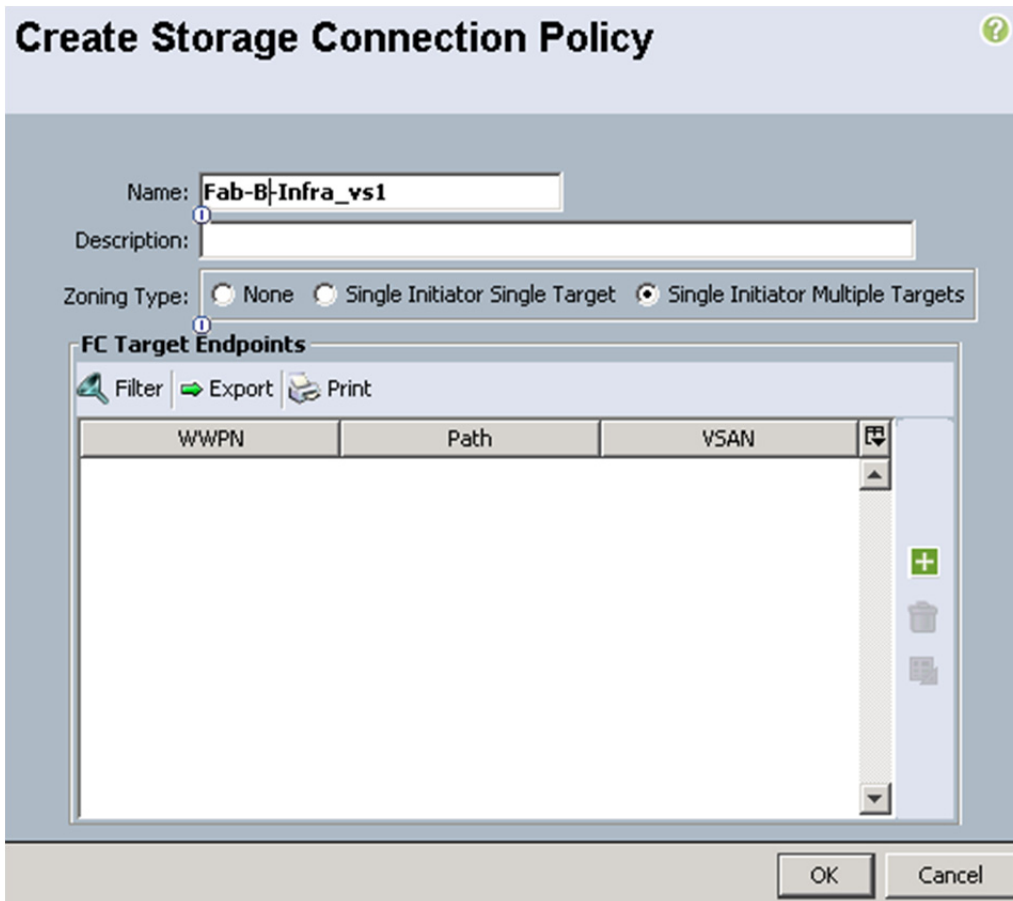 Create Storage Connection Policy
Name: Fab-B-Infra_vs1
Description:
Zoning Type: None Single Initiator Single Target Single Initiator Multiple Targets
FC Target Endpoints
Filter Export Print
WWPN Path VSAN
OK Cancel